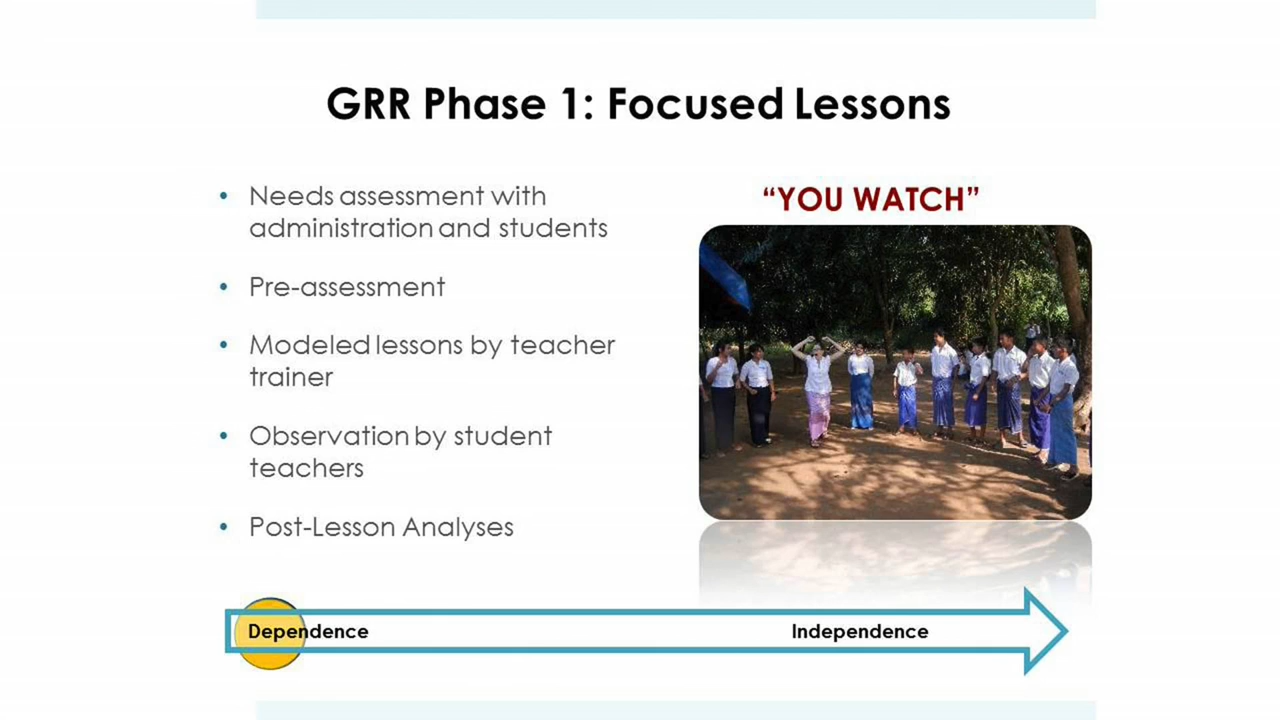 GRR Phase 1: Focused Lessons
• Needs assessment with
administration and students
• Pre-assessment
• Modeled lessons by teacher
trainer
• Observation by student
teachers
• Post-Lesson Analyses
“YOU WATCH”
Dependence
Independence